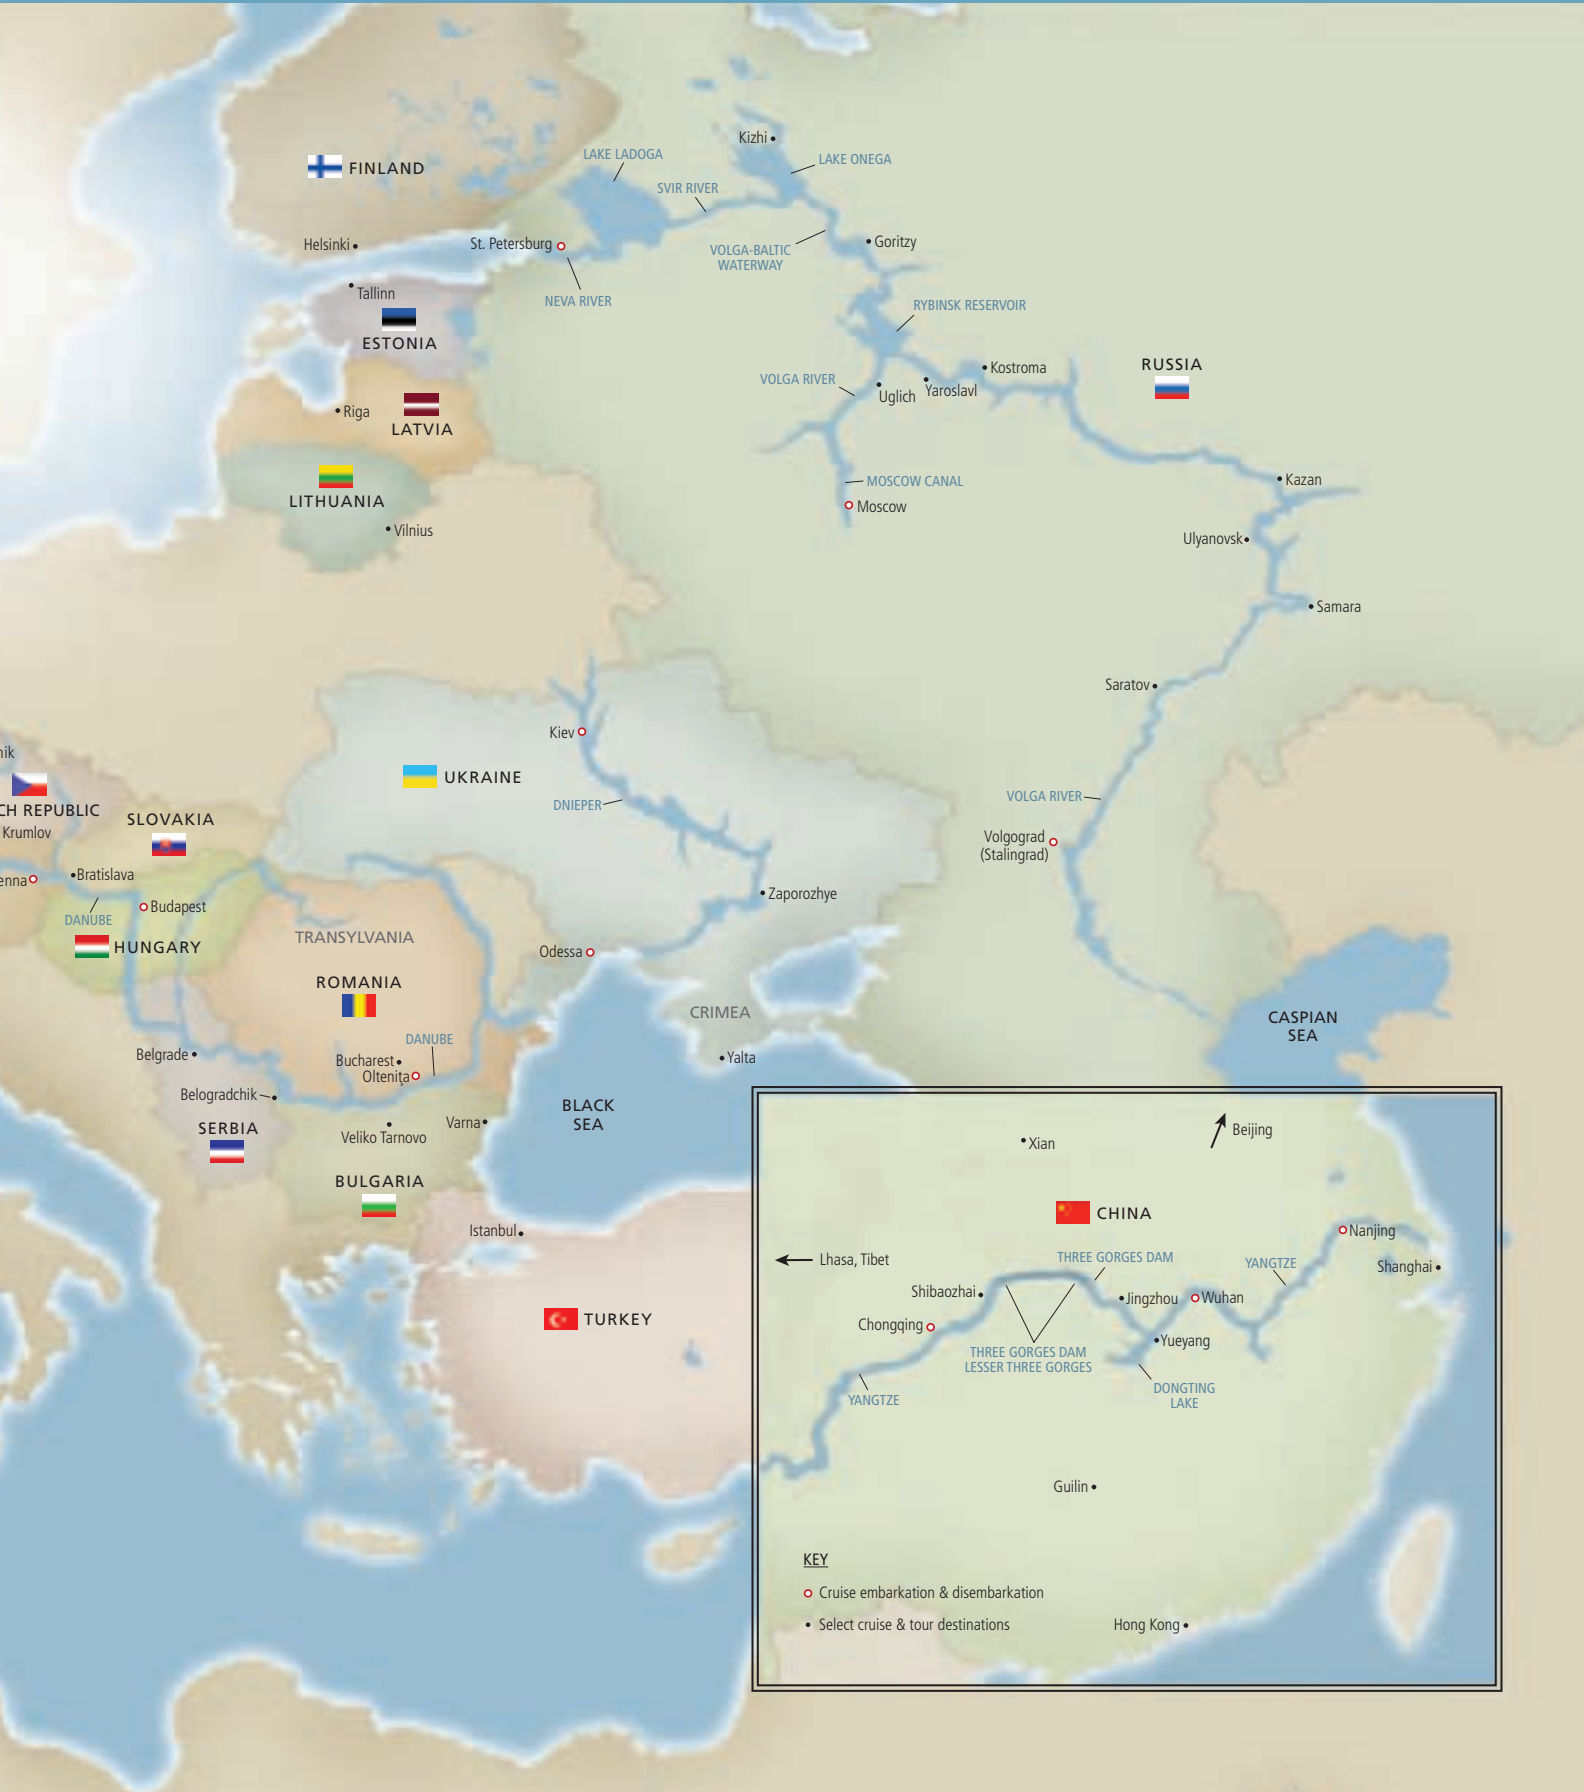 Kizhi
LAKE LADOGA
LAKE ONEGA
FINLAND
SVIR RIVER
Helsinki
St. Petersburg
VOLGA-BALTIC
WATERWAY
Goritzy
Tallinn
NEVA RIVER
RYBINSK RESERVOIR
ESTONIA
Kostroma
RUSSIA
VOLGA RIVER
Uglich
Yaroslavl
Riga
LATVIA
LITHUANIA
MOSCOW CANAL
Kazan
Moscow
Vilnius
Ulyanovsk
Samara
Saratov
Kiev
nik
UKRAINE
CH REPUBLIC
DNIEPER
VOLGA RIVER
SLOVAKIA
Krumlov
Volgograd
(Stalingrad)
Bratislava
enna
Zaporozhye
Budapest
DANUBE
HUNGARY
TRANSYLVANIA
Odessa
ROMANIA
CRIMEA
CASPIAN
SEA
DANUBE
Belgrade
Bucharest
Yalta
Olteniţa
Belogradchik
BLACK
SEA
SERBIA
Varna
Veliko Tarnovo
BULGARIA
Istanbul
TURKEY
Beijing
Xian
CHINA
Nanjing
Lhasa, Tibet
THREE GORGES DAM
YANGTZE
Shanghai
Shibaozhai
Jingzhou
Wuhan
Chongqing
Yueyang
THREE GORGES DAM
LESSER THREE GORGES
YANGTZE
DONGTING
LAKE
Guilin
KEY
Cruise embarkation & disembarkation
Select cruise & tour destinations
Hong Kong